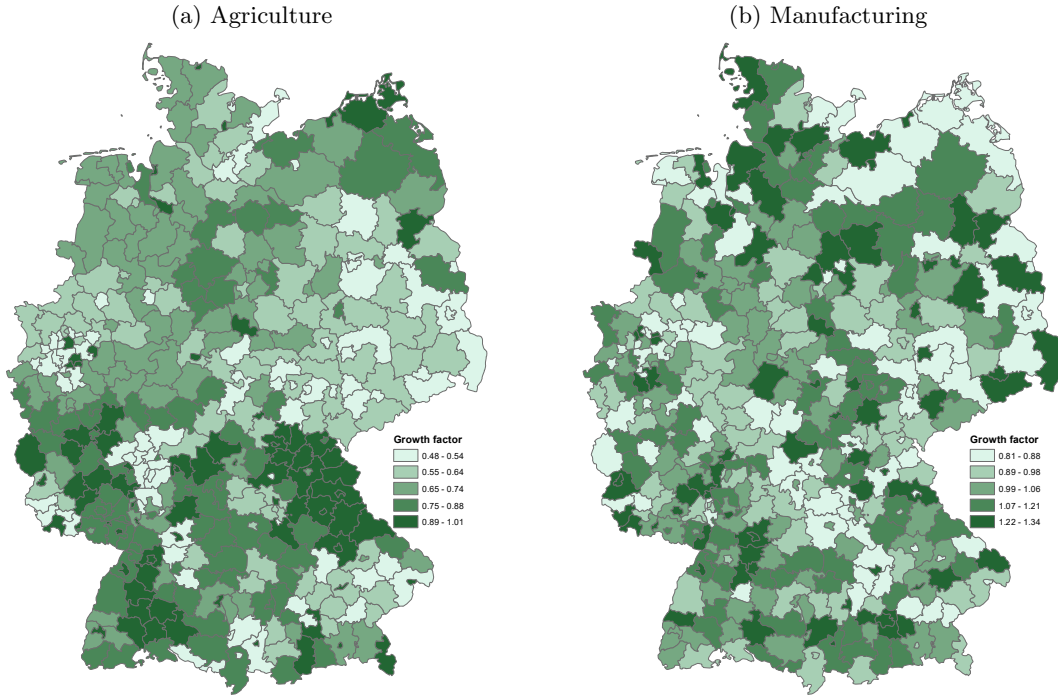 (a) Agriculture
(b) Manufacturing
Growth factor
0.48 - 0.54
0.55 - 0.64
0.65 - 0.74
0.75 - 0.88
0.89 - 1.01
Growth factor
0.81 - 0.88
0.89 - 0.98
0.99 - 1.06
1.07 - 1.21
1.22 - 1.34